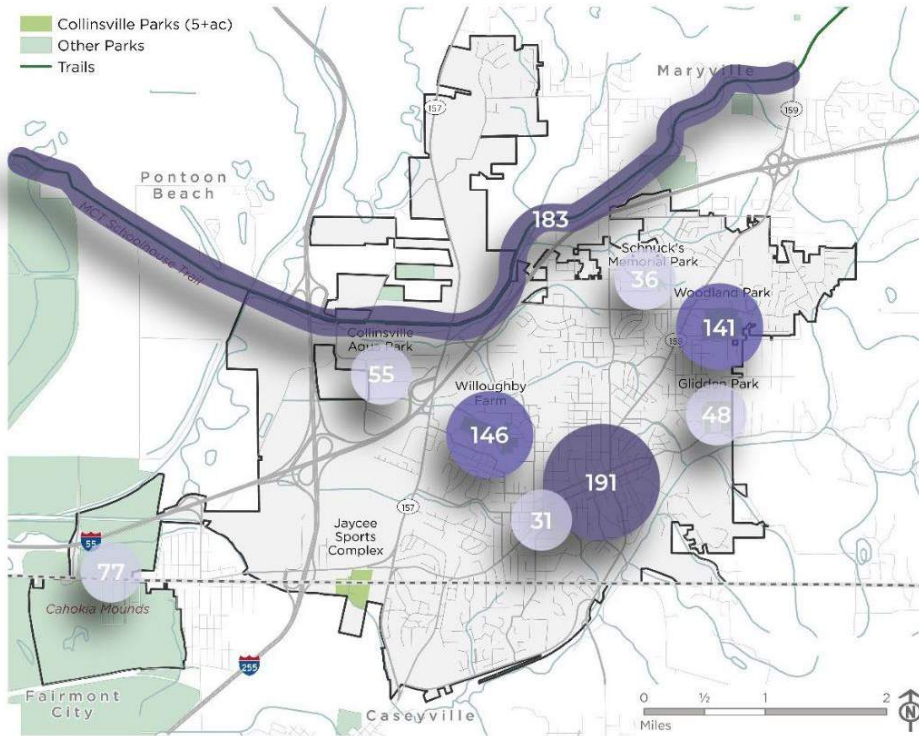 Collinsville Parks (5+ac)
Other Parks
Trails
Maryville
157
159
Pontoon
Beach
MCT Schoolhouse Trail
183
Schnuck's
Memorial Park
36
Woodland Park
141
159
Collinsville
Aqua Park
55
Willoughby
Farm
146
Glidden Park
48
191
31
157
Jaycee
Sports
Complex
55
77
Cahokia Mounds
255
Fairmont
City
Caseyville
0 ½ 1 2
Miles
N